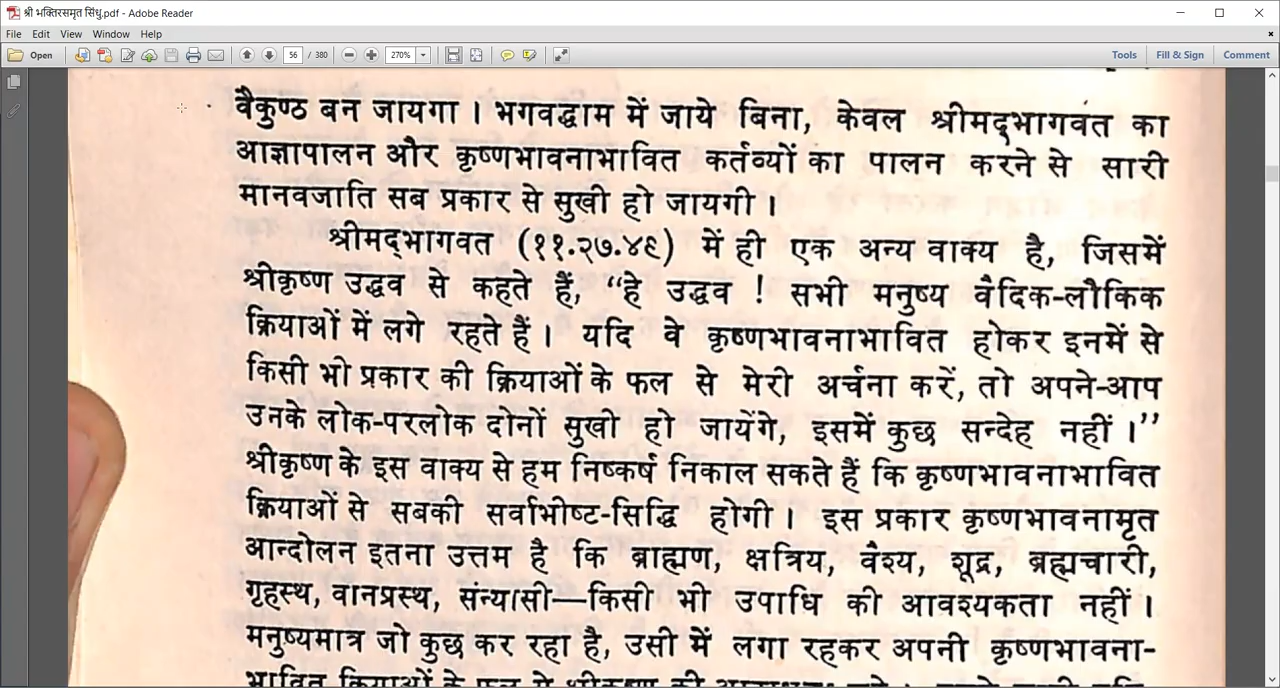 श्री भक्तिरसमृत सिंधु.pdf - Adobe Reader
File Edit View Window Help
Open 56 / 380 270% Tools Fill & Sign Comment
वैकुण्ठ बन जायगा । भगवद्धाम में जाये बिना, केवल श्रीमद्भागवत का
आज्ञापालन और कृष्णभावनाभावित कर्तव्यों का पालन करने से सारी
मानवजाति सब प्रकार से सुखी हो जायगी ।
श्रीमद्भागवत (११.२७.४९) में ही एक अन्य वाक्य है, जिसमें
श्रीकृष्ण उद्धव से कहते हैं, “हे उद्धव ! सभी मनुष्य वैदिक-लौकिक
क्रियाओं में लगे रहते हैं । यदि वे कृष्णभावनाभावित होकर इनमें से
किसी भो प्रकार की क्रियाओं के फल से मेरी अर्चना करें, तो अपने-आप
उनके लोक-परलोक दोनों सुखी हो जायेंगे, इसमें कुछ सन्देह नहीं ।”
श्रीकृष्ण के इस वाक्य से हम निष्कर्ष निकाल सकते हैं कि कृष्णभावनाभावित
क्रियाओं से सबकी सर्वाभीष्ट-सिद्धि होगी । इस प्रकार कृष्णभावनामृत
आन्दोलन इतना उत्तम है कि ब्राह्मण, क्षत्रिय, वैश्य, शूद्र, ब्रह्मचारी,
गृहस्थ, वानप्रस्थ, संन्यासी—किसी भी उपाधि की आवश्यकता नहीं ।
मनुष्यमात्र जो कुछ कर रहा है, उसी में लगा रहकर अपनी कृष्णभावना-